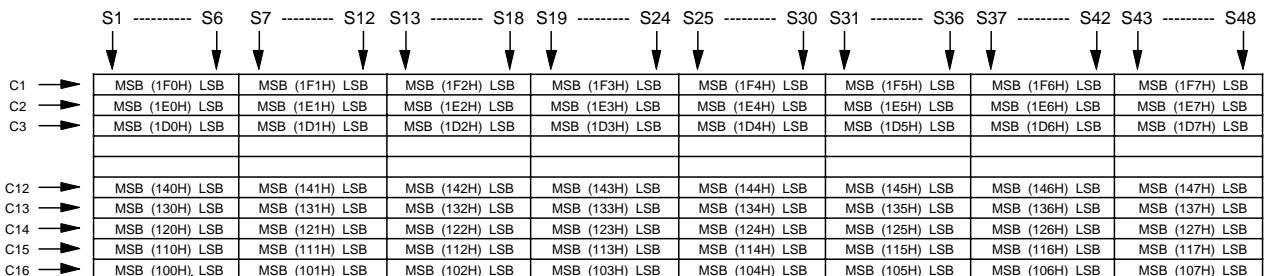 S1 --------- S6 S7 --------- S12 S13 --------- S18 S19 --------- S24 S25 --------- S30 S31 --------- S36 S37 --------- S42 S43 --------- S48
C1 MSB (1F0H) LSB MSB (1F1H) LSB MSB (1F2H) LSB MSB (1F3H) LSB MSB (1F4H) LSB MSB (1F5H) LSB MSB (1F6H) LSB MSB (1F7H) LSB
C2 MSB (1E0H) LSB MSB (1E1H) LSB MSB (1E2H) LSB MSB (1E3H) LSB MSB (1E4H) LSB MSB (1E5H) LSB MSB (1E6H) LSB MSB (1E7H) LSB
C3 MSB (1D0H) LSB MSB (1D1H) LSB MSB (1D2H) LSB MSB (1D3H) LSB MSB (1D4H) LSB MSB (1D5H) LSB MSB (1D6H) LSB MSB (1D7H) LSB
C12 MSB (140H) LSB MSB (141H) LSB MSB (142H) LSB MSB (143H) LSB MSB (144H) LSB MSB (145H) LSB MSB (146H) LSB MSB (147H) LSB
C13 MSB (130H) LSB MSB (131H) LSB MSB (132H) LSB MSB (133H) LSB MSB (134H) LSB MSB (135H) LSB MSB (136H) LSB MSB (137H) LSB
C14 MSB (120H) LSB MSB (121H) LSB MSB (122H) LSB MSB (123H) LSB MSB (124H) LSB MSB (125H) LSB MSB (126H) LSB MSB (127H) LSB
C15 MSB (110H) LSB MSB (111H) LSB MSB (112H) LSB MSB (113H) LSB MSB (114H) LSB MSB (115H) LSB MSB (116H) LSB MSB (117H) LSB
C16 MSB (100H). LSB MSB (101H) LSB MSB (102H) LSB MSB (103H) LSB MSB (104H) LSB MSB (105H) LSB MSB (106H) LSB MSB (107H) LSB